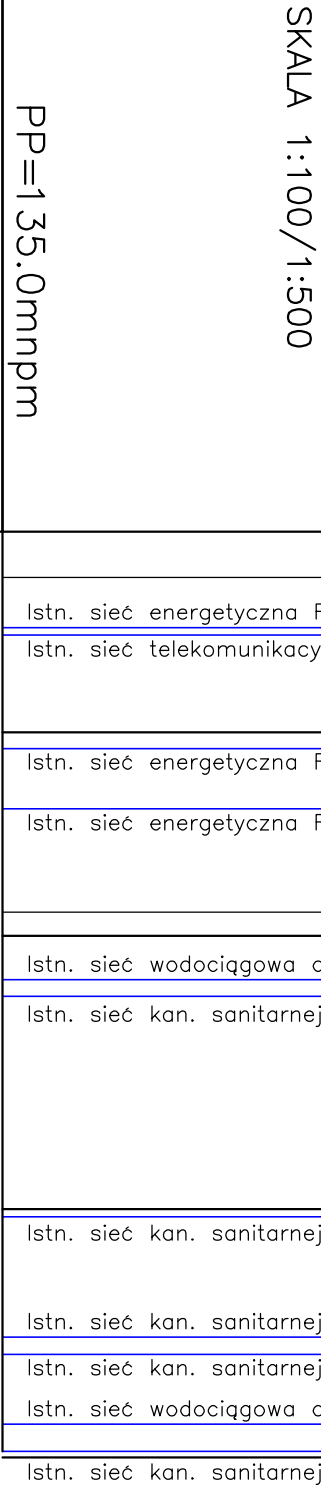 SKALA 1:100/1:500
PP=135.0mnpm
Istn. sieć energetyczna
Istn. sieć telekomunikacy
Istn. sieć energetyczna
Istn. sieć energetyczna
Istn. sieć wodociągowa
Istn. sieć kan. sanitarnej
Istn. sieć kan. sanitarnej
Istn. sieć kan. sanitarnej
Istn. sieć kan. sanitarnej
Istn. sieć wodociągowa
Istn. sieć kan. sanitarnej